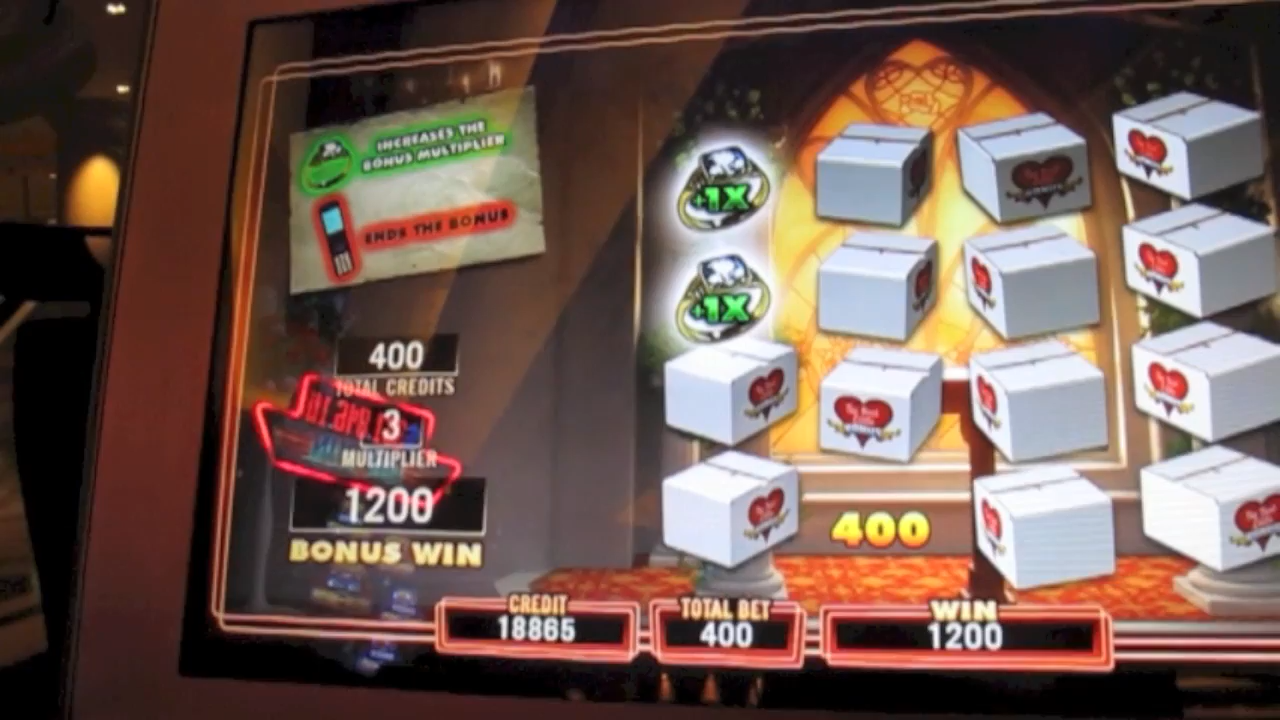 INCREASES THE
BONUS MULTIPLIER
ENDS THE BONUS
+1X
+1X
400
TOTAL CREDITS
3
MULTIPLIER
1200
BONUS WIN
400
CREDIT
18865
TOTAL BET
400
WIN
1200